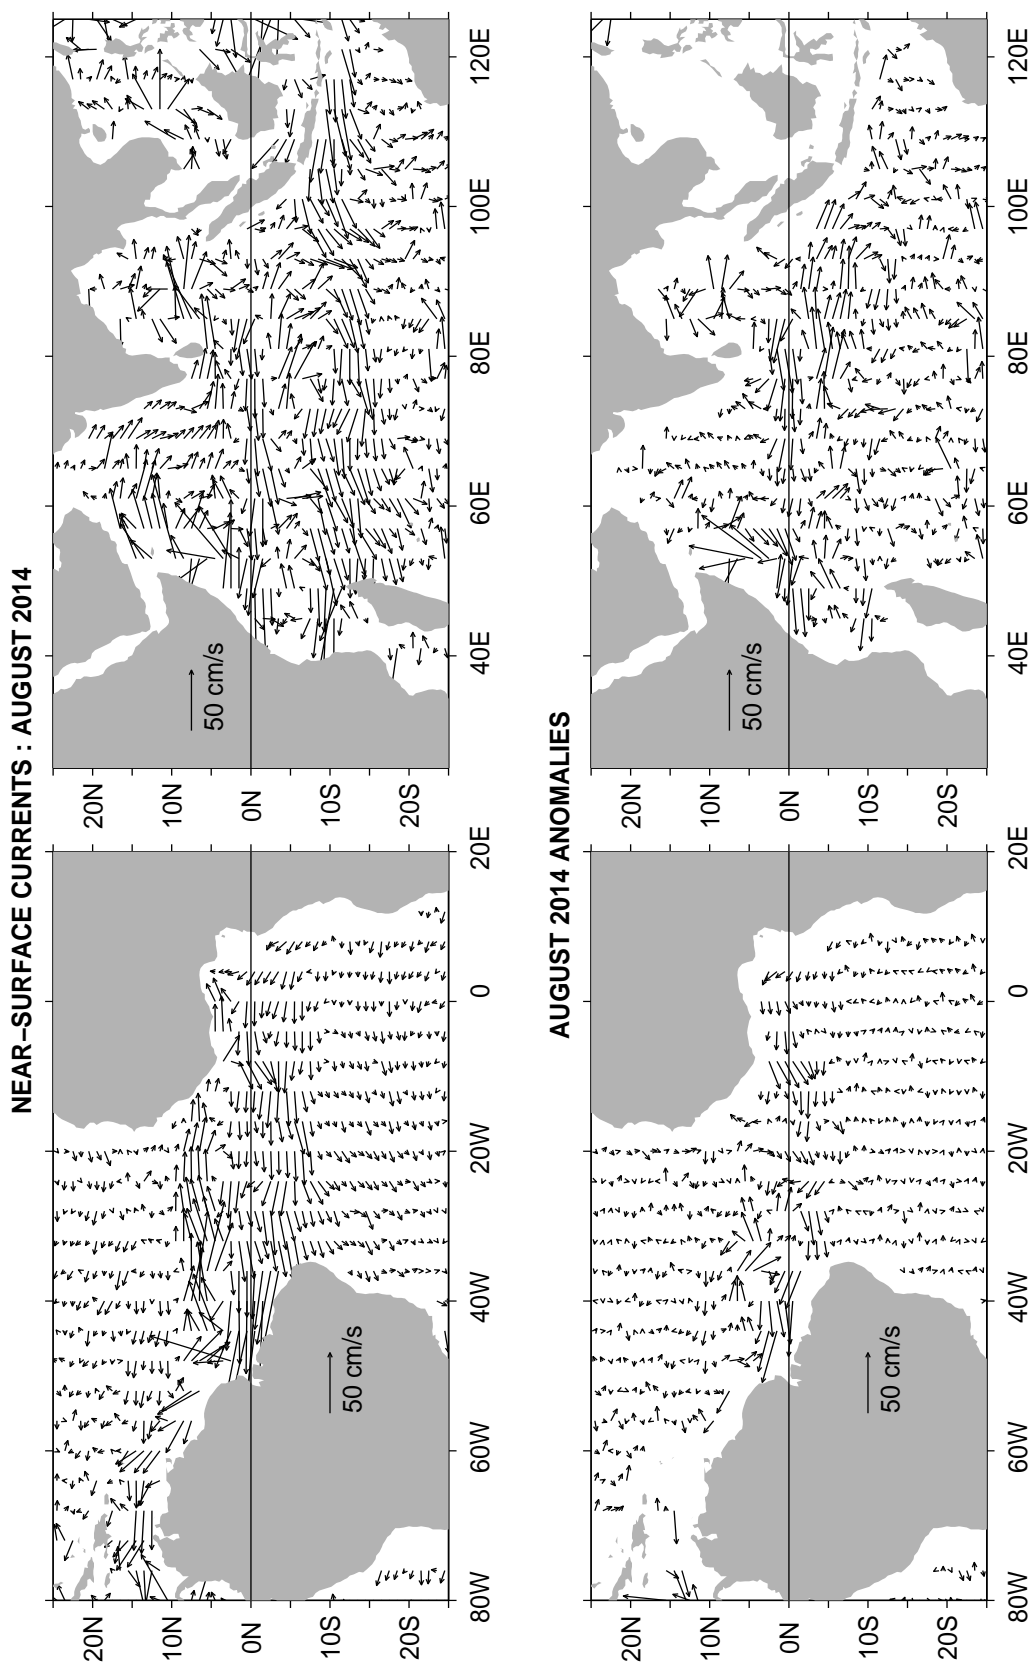 NEAR–SURFACE CURRENTS : AUGUST 2014
20N
10N
0N
10S
20S
50 cm/s
80W
60W
40W
20W
0
20E
20N
10N
0N
10S
20S
50 cm/s
40E
60E
80E
100E
120E
AUGUST 2014 ANOMALIES
20N
10N
0N
10S
20S
50 cm/s
80W
60W
40W
20W
0
20E
20N
10N
0N
10S
20S
50 cm/s
40E
60E
80E
100E
120E